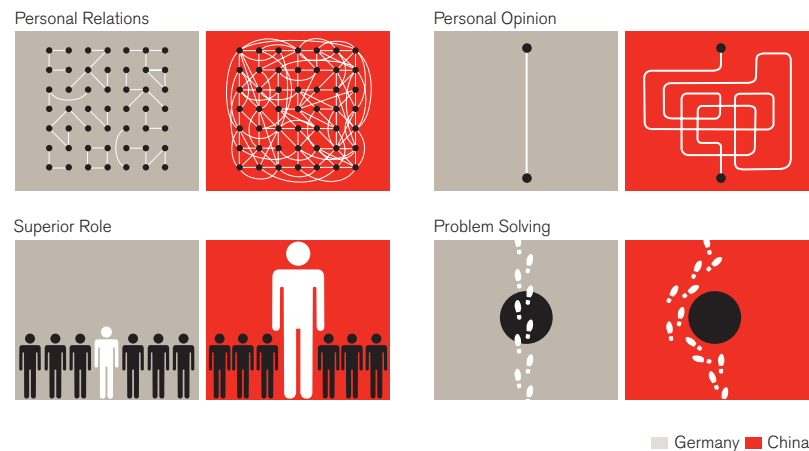 Personal Relations
Personal Opinion
Superior Role
Problem Solving
Germany
China